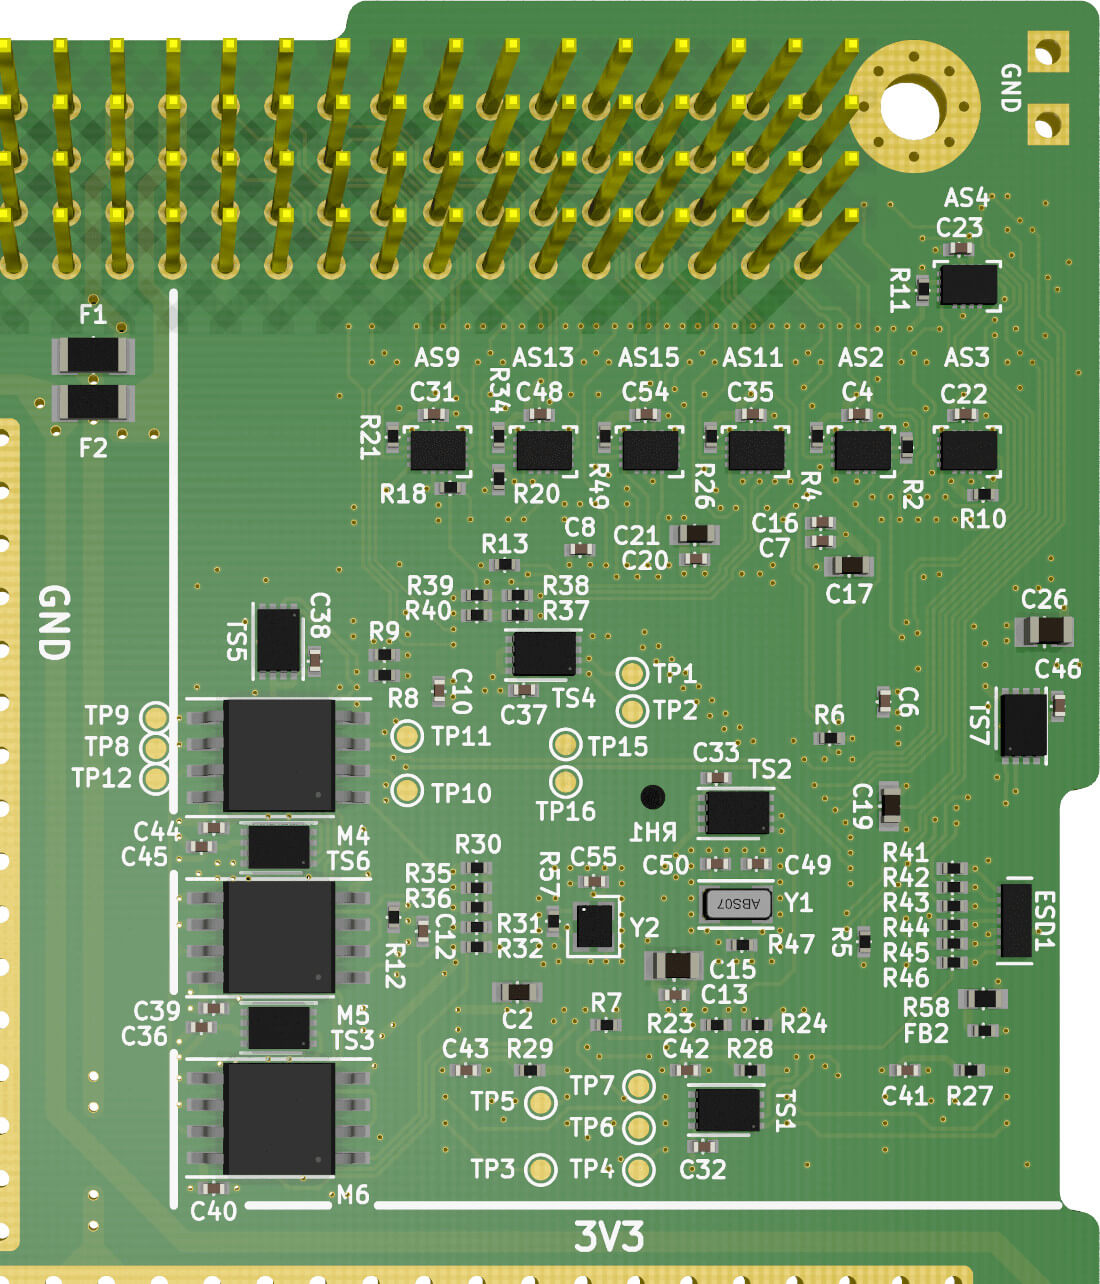 GND
AS4
C23
R11
F1
AS9 AS13 AS15 AS11 AS2 AS3
C31 R34 C48 C54 C35 C4 C22
R21
F2
R18 R20 R49 R26 R4 R2 R10
C8 C21 C16
R13 C20 C7
R39 R38 C17
R40 R37
GND
TS5 C38 R9
C26
C46
TP1
R8 C10 TS4
C37 TP2
C6 TS7
TP9 R6
TP8 TP11 TP15
TP12 C33 TS2
TP10 TP16 C19
RH1
C44 M4
C45 TS6
R30 C55 C50 C49 R41
R35 R57 R42
R36 ABS07 Y1 R43
R31 Y2 R44 ESD1
R12 C12 R32 R47 R5 R45
C15 R46
C13
C39 M5 C2 R7 R23 R24 R58
C36 TS3 FB2
C43 R29 C42 R28
TP7 C41 R27
TP5 TS1
TP6
TP3 TP4 C32
M6
C40
3V3